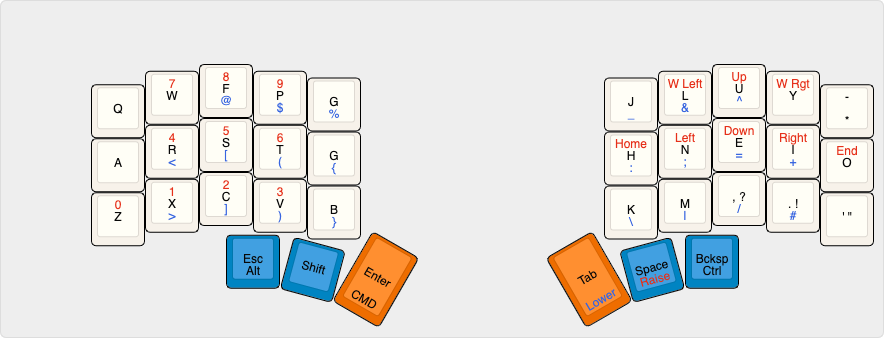 Q
7
W
8
F
@
9
P
$
G
%
J
_
W Left
L
&
Up
U
^
W Rgt
Y
-
*
A
4
R
<
5
S
[
6
T
(
G
{
Home
H
:
Left
N
;
Down
E
=
Right
I
+
End
O
0
Z
1
X
>
2
C
]
3
V
)
B
}
K
\
M
|
, ?
/
. !
#
' "
Esc
Alt
Shift
Enter
CMD
Tab
Lower
Space
Raise
Bcksp
Ctrl